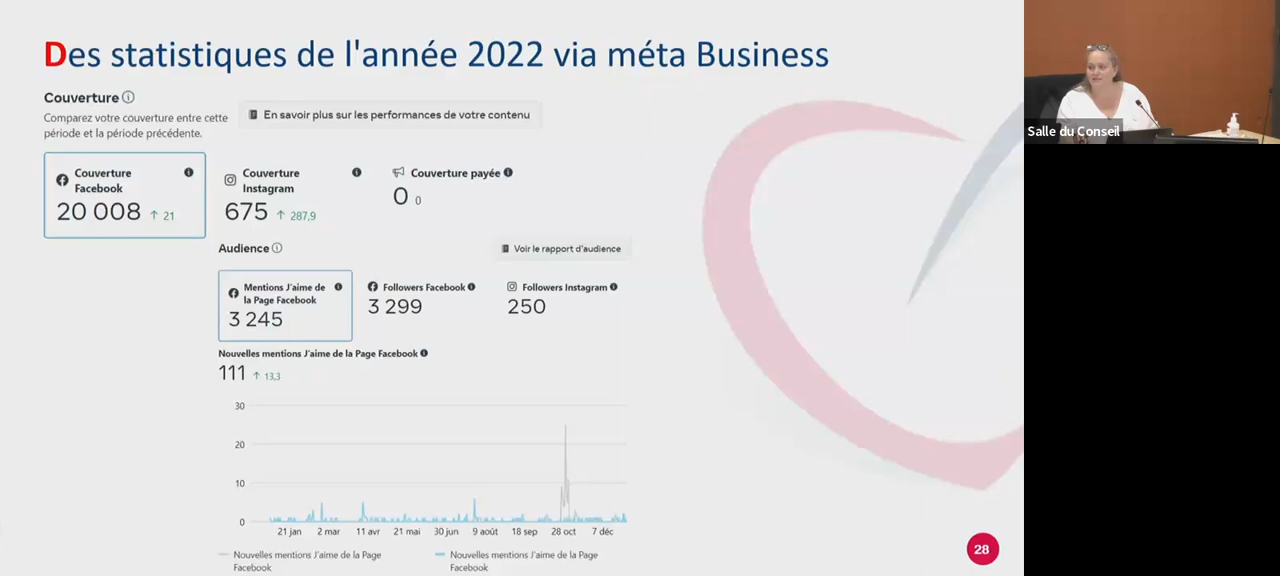 Des statistiques de l'année 2022 via méta Business
Couverture
Comparez votre couverture entre cette
période et la période précédente.
En savoir plus sur les performances de votre contenu
Couverture
Facebook
20 008 ↑ 21
Couverture
Instagram
675 ↑ 287,9
Couverture payée
0 0
Audience
Voir le rapport d'audience
Mentions J'aime de
la Page Facebook
3 245
Followers Facebook
3 299
Followers Instagram
250
Nouvelles mentions J'aime de la Page Facebook
111 ↑ 13,3
30
20
10
0
21 jan 2 mar 11 avr 21 mai 30 jun 9 août 18 sep 28 oct 7 déc
Nouvelles mentions J'aime de la Page
Facebook
Nouvelles mentions J'aime de la Page
Facebook
28
Salle du Conseil